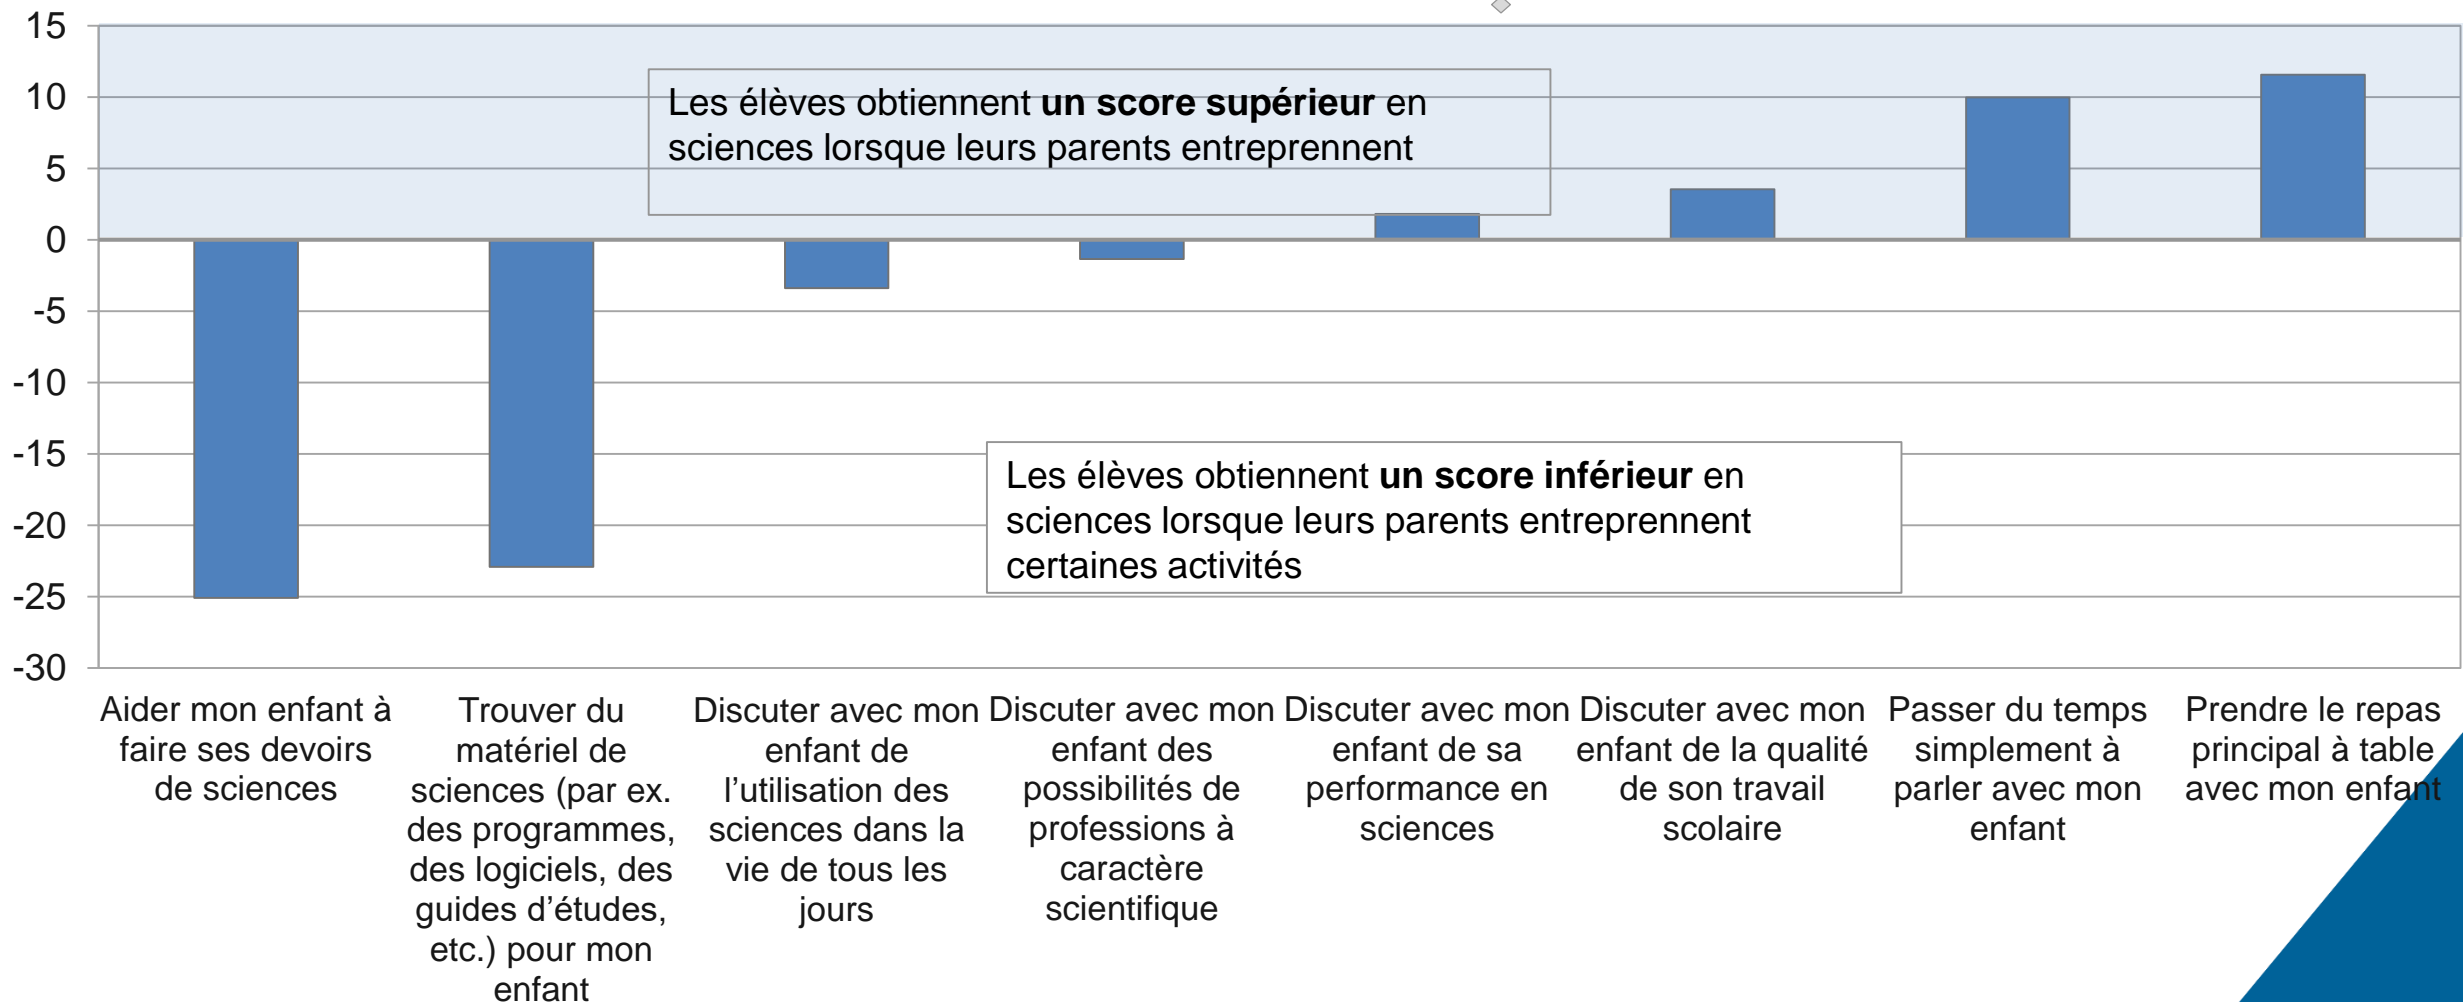 15
10
5
0
-5
-10
-15
-20
-25
-30
Les élèves obtiennent un score supérieur en
sciences lorsque leurs parents entreprennent
Les élèves obtiennent un score inférieur en
sciences lorsque leurs parents entreprennent
certaines activités
Aider mon enfant à
faire ses devoirs
de sciences
Trouver du
matériel de
sciences (par ex.
des programmes,
des logiciels, des
guides d’études,
etc.) pour mon
enfant
Discuter avec mon
enfant de
l’utilisation des
sciences dans la
vie de tous les
jours
Discuter avec mon
enfant des
possibilités de
professions à
caractère
scientifique
Discuter avec mon
enfant de sa
performance en
sciences
Discuter avec mon
enfant de la qualité
de son travail
scolaire
Passer du temps
simplement à
parler avec mon
enfant
Prendre le repas
principal à table
avec mon enfant